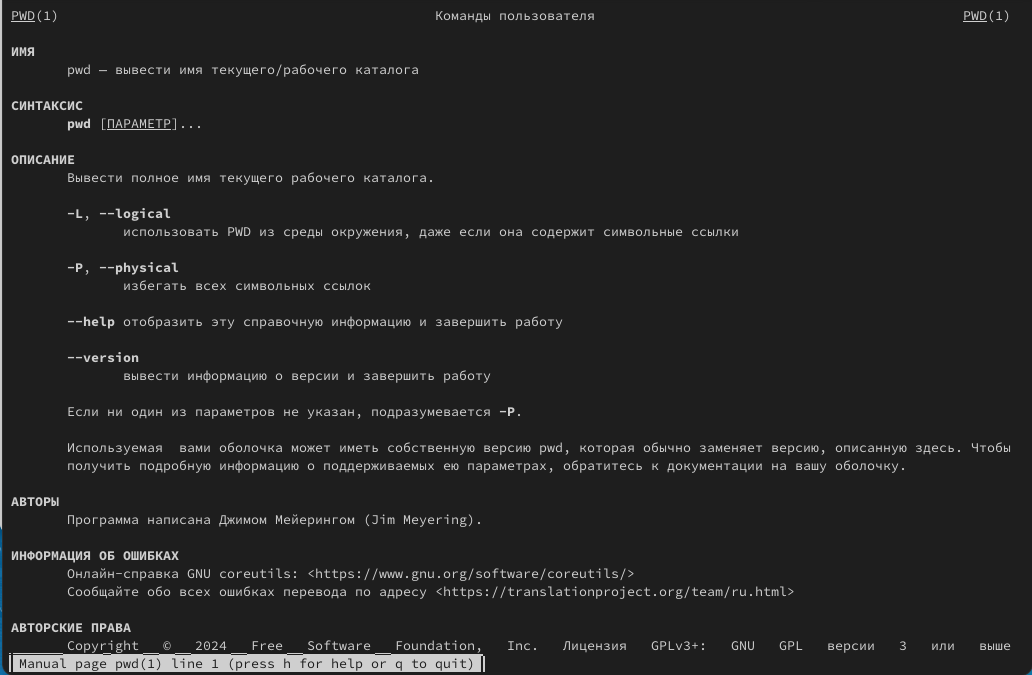 PWD(1) Команды пользователя PWD(1)
ИМЯ
pwd — вывести имя текущего/рабочего каталога
СИНТАКСИС
pwd [ПАРАМЕТР]...
ОПИСАНИЕ
Вывести полное имя текущего рабочего каталога.
-L, --logical
использовать PWD из среды окружения, даже если она содержит символьные ссылки
-P, --physical
избегать всех символьных ссылок
--help отобразить эту справочную информацию и завершить работу
--version
вывести информацию о версии и завершить работу
Если ни один из параметров не указан, подразумевается -P.
Используемая вами оболочка может иметь собственную версию pwd, которая обычно заменяет версию, описанную здесь. Чтобы
получить подробную информацию о поддерживаемых ею параметрах, обратитесь к документации на вашу оболочку.
АВТОРЫ
Программа написана Джимом Мейерингом (Jim Meyering).
ИНФОРМАЦИЯ ОБ ОШИБКАХ
Онлайн-справка GNU coreutils: <https://www.gnu.org/software/coreutils/>
Сообщайте обо всех ошибках перевода по адресу <https://translationproject.org/team/ru.html>
АВТОРСКИЕ ПРАВА
Copyright © 2024 Free Software Foundation, Inc. Лицензия GPLv3+: GNU GPL версии 3 или выше
Manual page pwd(1) line 1 (press h for help or q to quit)